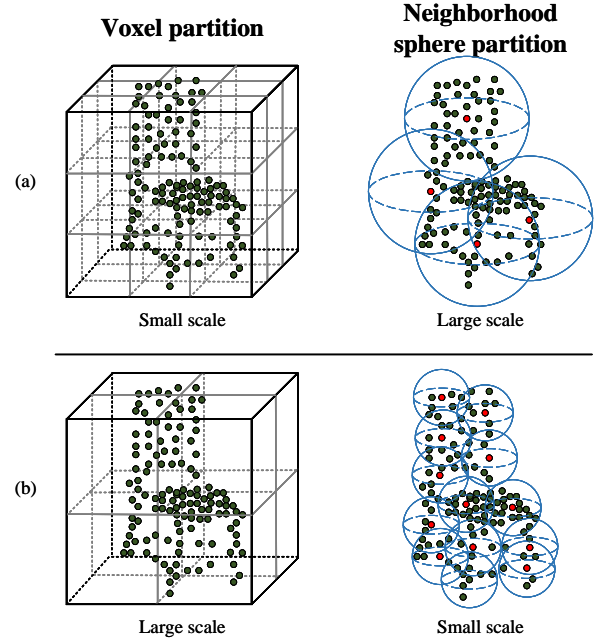 Voxel partition
Neighborhood
sphere partition
(a)
Small scale
Large scale
(b)
Large scale
Small scale